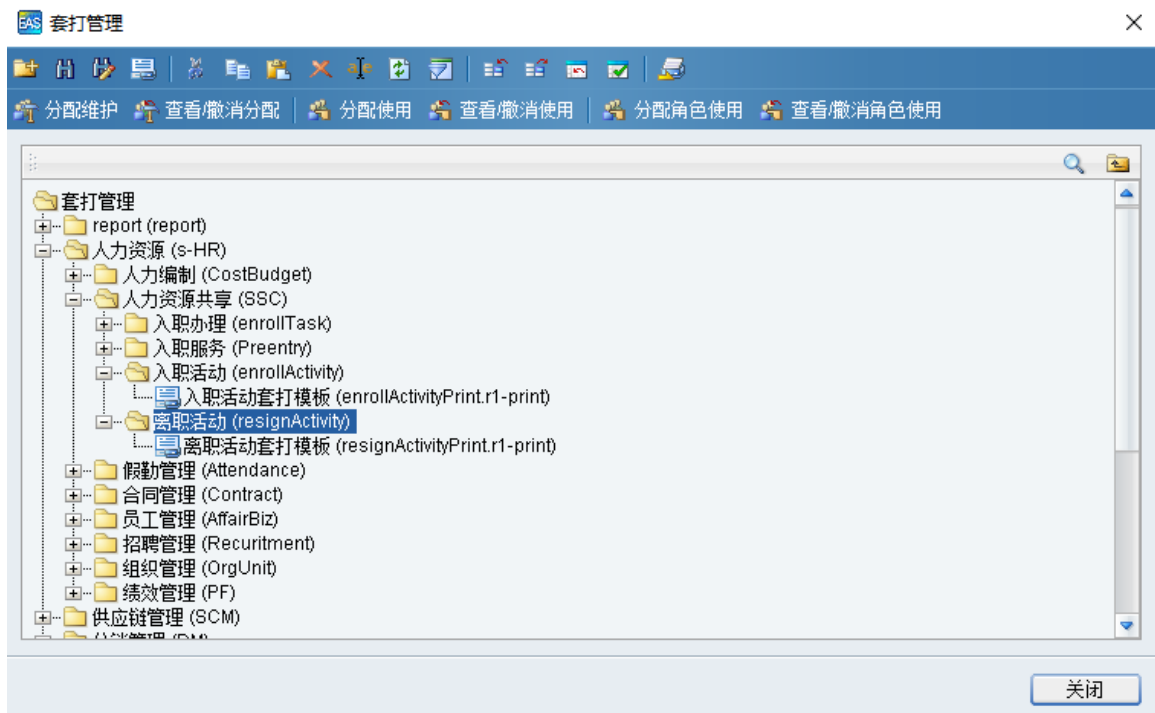 EAS 套打管理
分配维护 查看/撤消分配 分配使用 查看/撤消使用 分配角色使用 查看/撤消角色使用
套打管理
report (report)
人力资源 (s-HR)
人力编制 (CostBudget)
人力资源共享 (SSC)
入职办理 (enrollTask)
入职服务 (Preentry)
入职活动 (enrollActivity)
入职活动套打模板 (enrollActivityPrint.r1-print)
离职活动 (resignActivity)
离职活动套打模板 (resignActivityPrint.r1-print)
假勤管理 (Attendance)
合同管理 (Contract)
员工管理 (AffairBiz)
招聘管理 (Recuritment)
组织管理 (OrgUnit)
绩效管理 (PF)
供应链管理 (SCM)
关闭